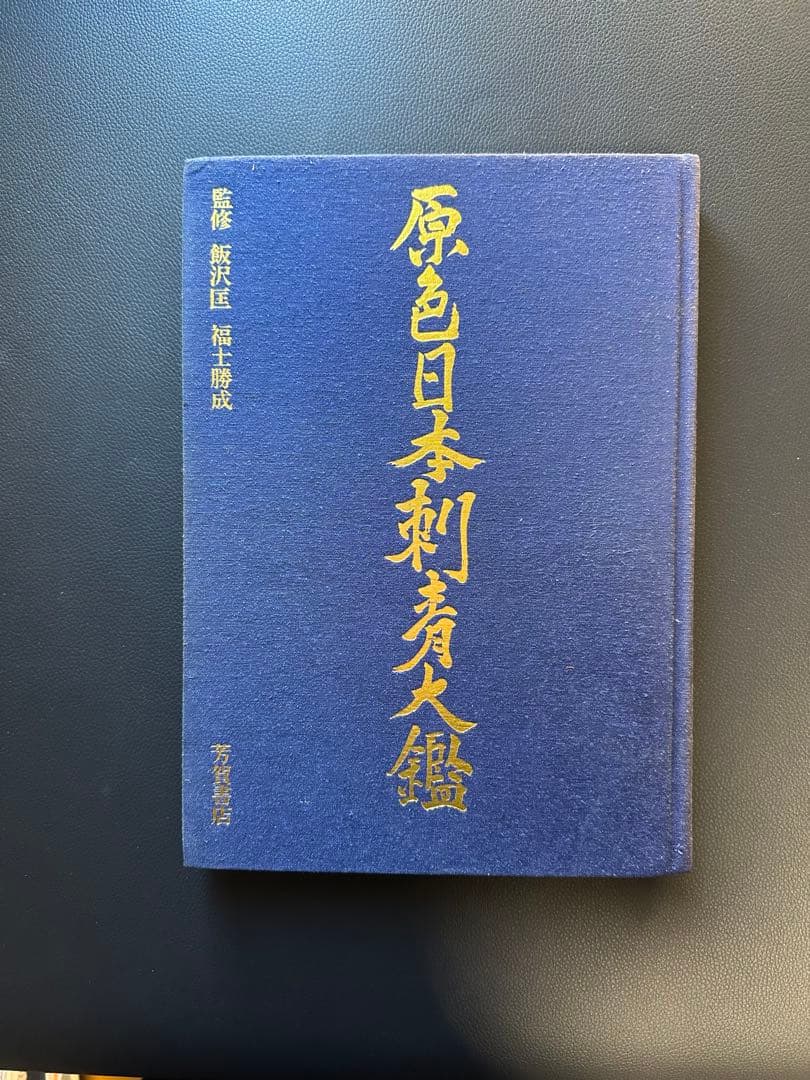 原色日本刺青大鑑
監修 飯沢匡 福士勝成
芳賀書店